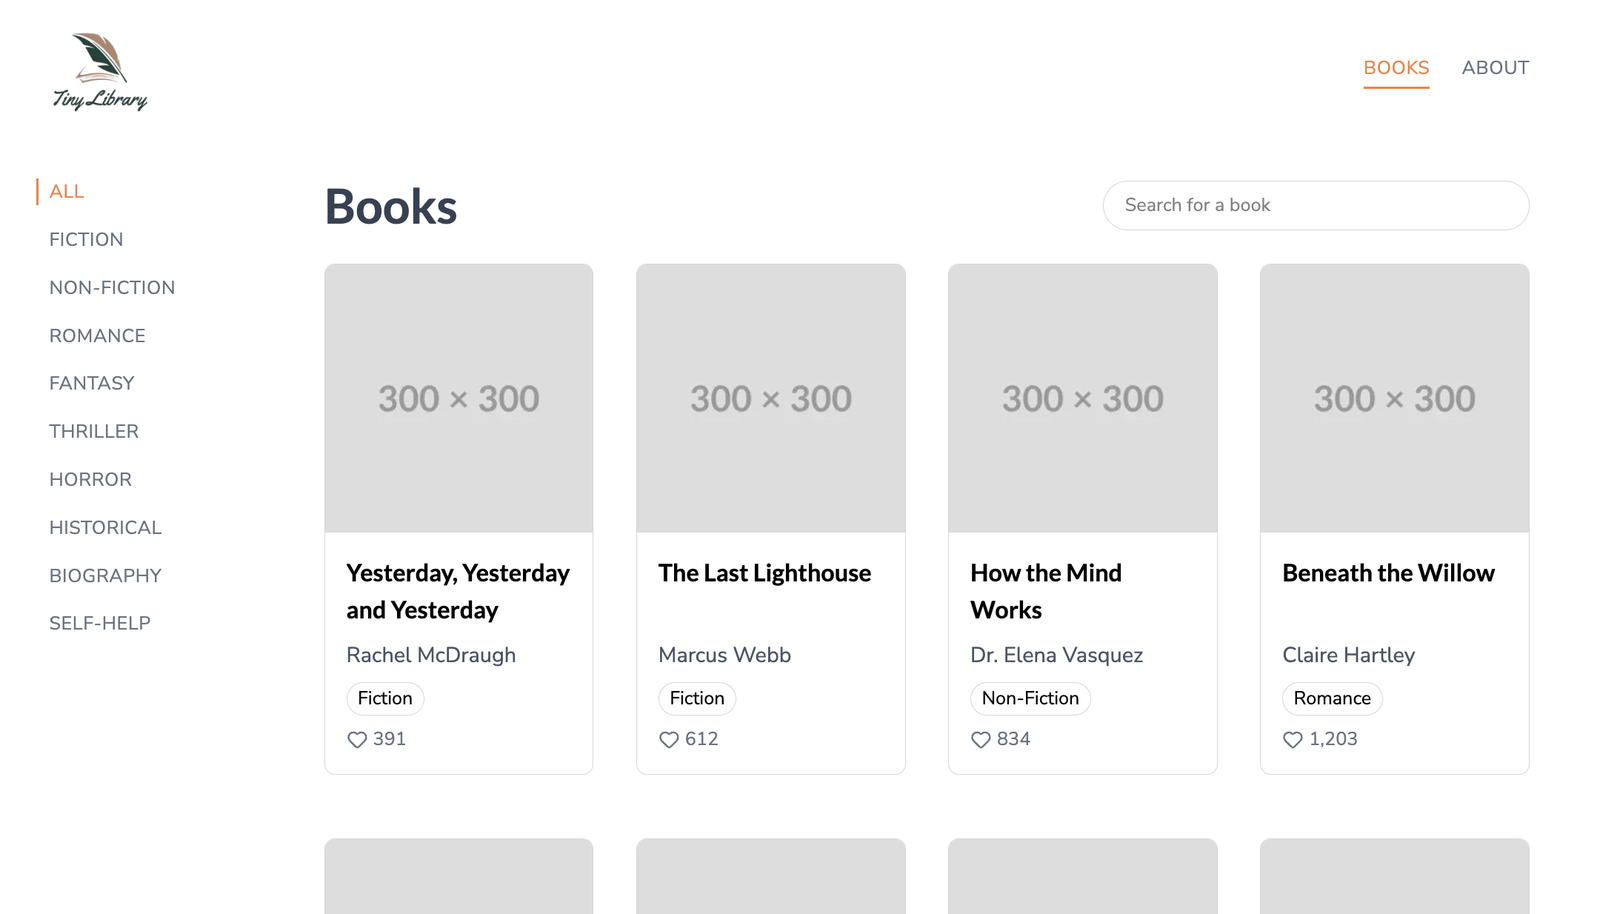 Tiny Library
BOOKS
ABOUT
ALL
FICTION
NON-FICTION
ROMANCE
FANTASY
THRILLER
HORROR
HISTORICAL
BIOGRAPHY
SELF-HELP
Books
Search for a book
300 × 300
Yesterday, Yesterday
and Yesterday
Rachel McDraugh
Fiction
391
300 × 300
The Last Lighthouse
Marcus Webb
Fiction
612
300 × 300
How the Mind
Works
Dr. Elena Vasquez
Non-Fiction
834
300 × 300
Beneath the Willow
Claire Hartley
Romance
1,203